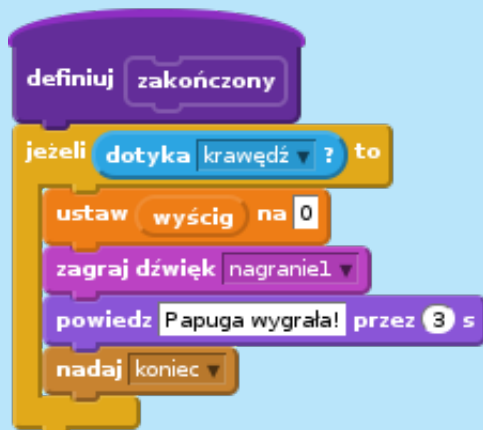 definiuj zakończony
jeżeli dotyka krawędź ? to
ustaw wyścig na 0
zagraj dźwięk nagranie1
powiedz Papuga wygrała! przez 3 s
nadaj koniec